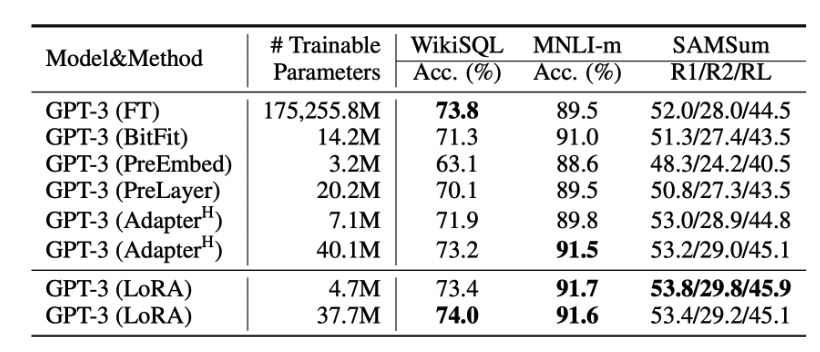 Model&Method # Trainable Parameters WikiSQL MNLI-m SAMSum
Acc. (%) Acc. (%) R1/R2/RL
GPT-3 (FT) 175,255.8M 73.8 89.5 52.0/28.0/44.5
GPT-3 (BitFit) 14.2M 71.3 91.0 51.3/27.4/43.5
GPT-3 (PreEmbed) 3.2M 63.1 88.6 48.3/24.2/40.5
GPT-3 (PreLayer) 20.2M 70.1 89.5 50.8/27.3/43.5
GPT-3 (AdapterH) 7.1M 71.9 89.8 53.0/28.9/44.8
GPT-3 (AdapterH) 40.1M 73.2 91.5 53.2/29.0/45.1
GPT-3 (LoRA) 4.7M 73.4 91.7 53.8/29.8/45.9
GPT-3 (LoRA) 37.7M 74.0 91.6 53.4/29.2/45.1